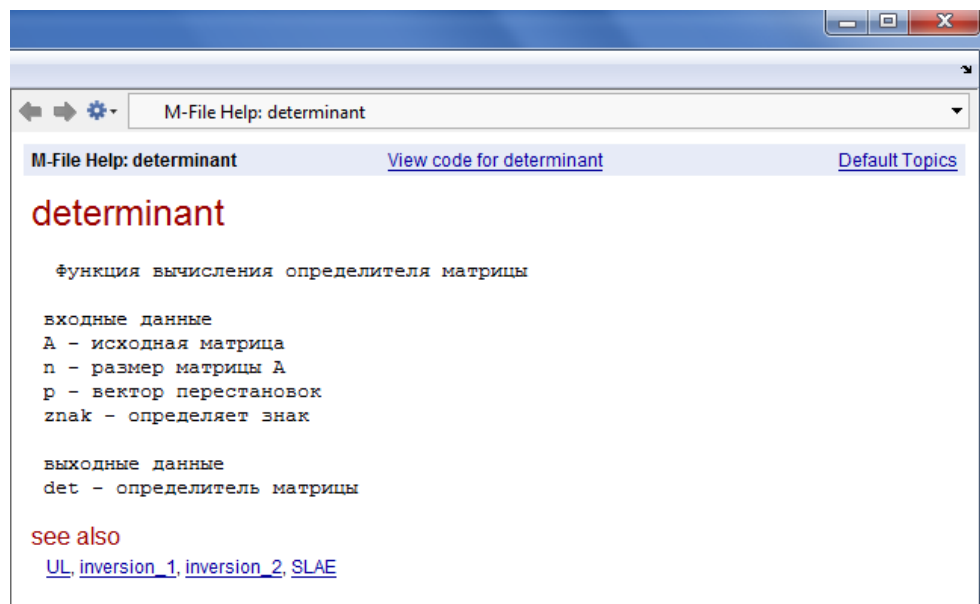 M-File Help: determinant
M-File Help: determinant View code for determinant Default Topics
determinant
Функция вычисления определителя матрицы
входные данные
A - исходная матрица
n - размер матрицы A
p - вектор перестановок
znak - определяет знак
выходные данные
det - определитель матрицы
see also
UL, inversion_1, inversion_2, SLAE